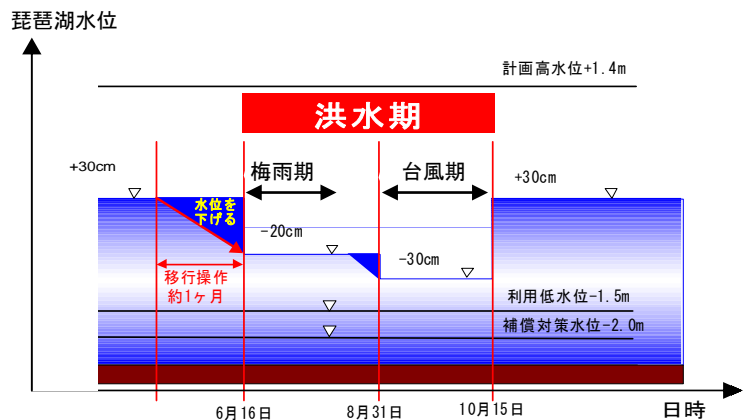 琵琶湖水位
計画高水位+1.4m
洪水期
+30cm
梅雨期
台風期
+30cm
水位を
下げる
-20cm
-30cm
移行操作
約1ヶ月
利用低水位-1.5m
補償対策水位-2.0m
6月16日
8月31日
10月15日
日時